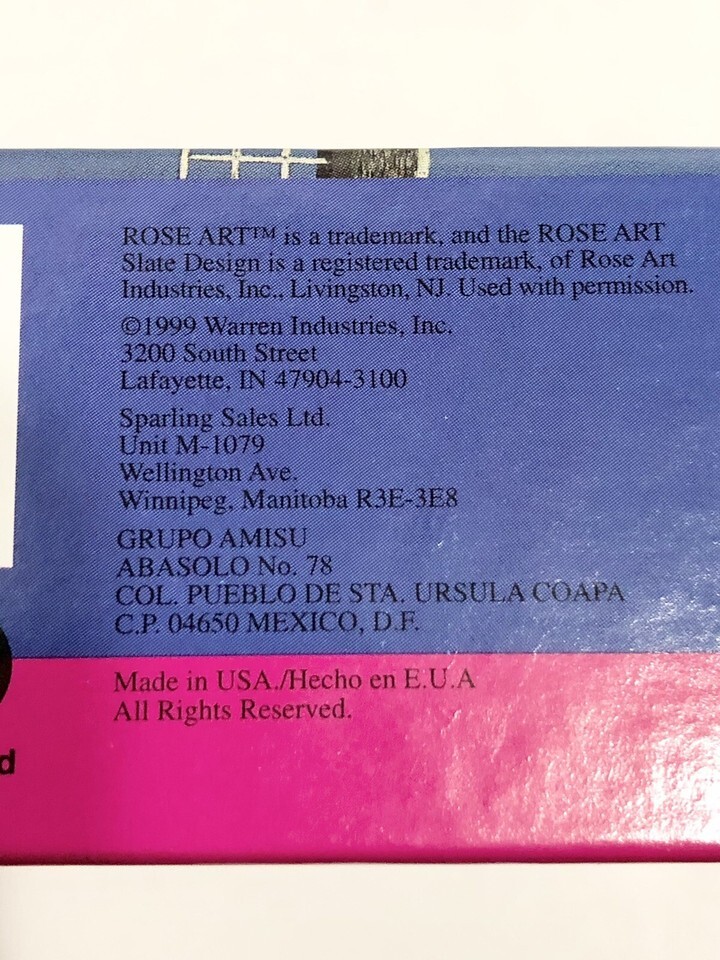 ROSE ART™ is a trademark, and the ROSE ART
Slate Design is a registered trademark, of Rose Art
Industries, Inc., Livingston, NJ. Used with permission.
©1999 Warren Industries, Inc.
3200 South Street
Lafayette, IN 47904-3100
Sparling Sales Ltd.
Unit M-1079
Wellington Ave.
Winnipeg, Manitoba R3E-3E8
GRUPO AMISU
ABASOLO No. 78
COL. PUEBLO DE STA. URSULA COAPA
C.P. 04650 MEXICO, D.F.
Made in USA./Hecho en E.U.A
All Rights Reserved.